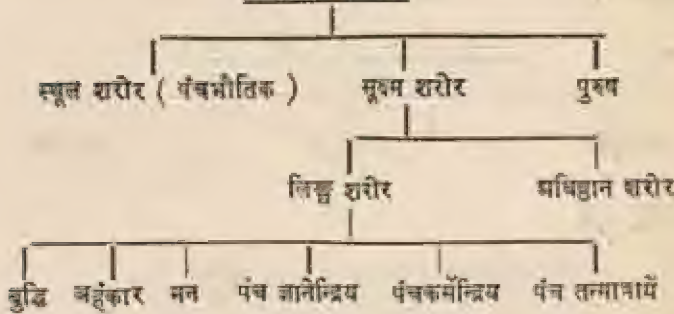 स्थूल शरीर ( पंचभौतिक ) सूक्ष्म शरीर पुरुष
लिङ्ग शरीर अधिष्ठान शरीर
बुद्धि अहंकार मन पंच ज्ञानेन्द्रिय पंचकर्मेन्द्रिय पंच तन्मात्रायें